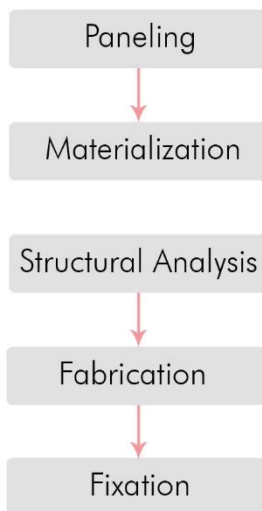 Paneling
Materialization
Structural Analysis
Fabrication
Fixation